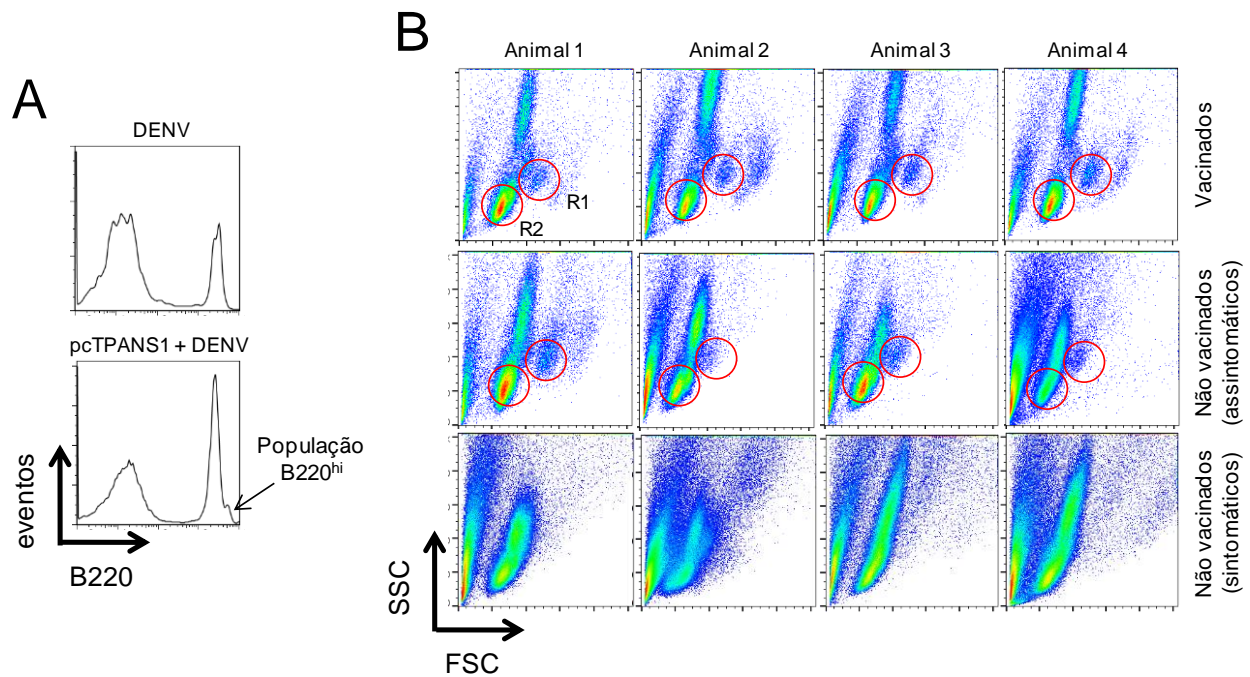 A
DENV
pcTPANS1 + DENV
População
B220hi
eventos
B220
B
Animal 1
Animal 2
Animal 3
Animal 4
R1
R2
Vacinados
Não vacinados
(assintomáticos)
Não vacinados
(sintomáticos)
SSC
FSC